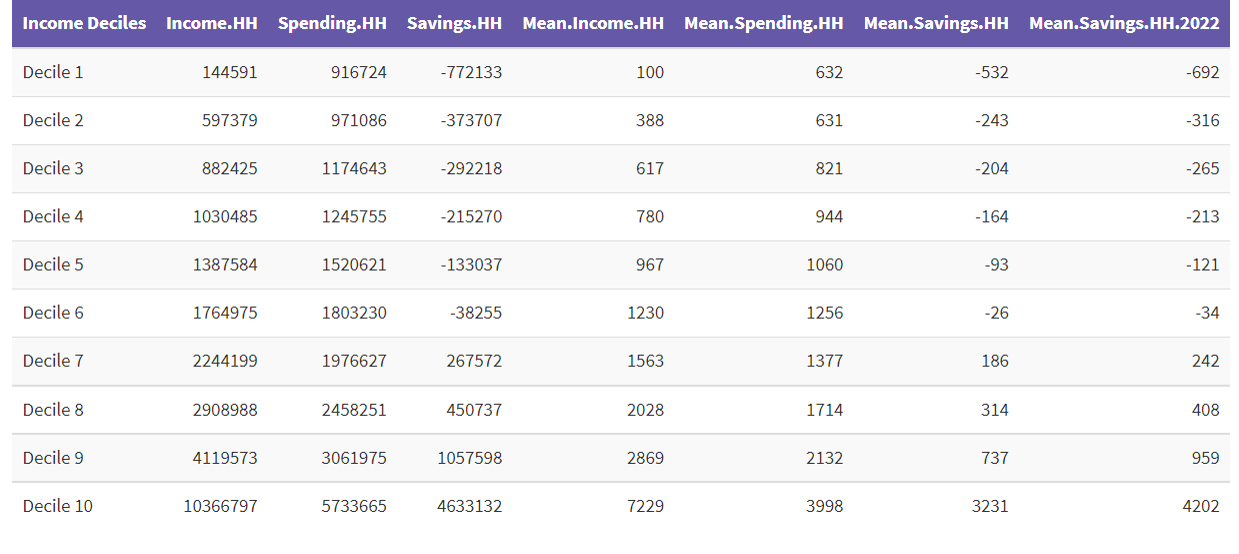 Income Deciles Income.HH Spending.HH Savings.HH Mean.Income.HH Mean.Spending.HH Mean.Savings.HH Mean.Savings.HH.2022
Decile 1 144591 916724 -772133 100 632 -532 -692
Decile 2 597379 971086 -373707 388 631 -243 -316
Decile 3 882425 1174643 -292218 617 821 -204 -265
Decile 4 1030485 1245755 -215270 780 944 -164 -213
Decile 5 1387584 1520621 -133037 967 1060 -93 -121
Decile 6 1764975 1803230 -38255 1230 1256 -26 -34
Decile 7 2244199 1976627 267572 1563 1377 186 242
Decile 8 2908988 2458251 450737 2028 1714 314 408
Decile 9 4119573 3061975 1057598 2869 2132 737 959
Decile 10 10366797 5733665 4633132 7229 3998 3231 4202